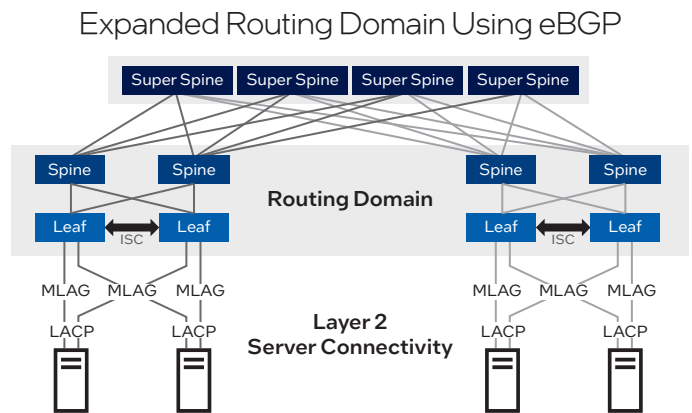 Expanded Routing Domain Using eBGP
Super Spine Super Spine Super Spine Super Spine
Spine Spine Spine Spine
Routing Domain
Leaf ISC Leaf Leaf ISC Leaf
MLAG MLAG MLAG MLAG MLAG MLAG
Layer 2
LACP LACP LACP LACP
Server Connectivity